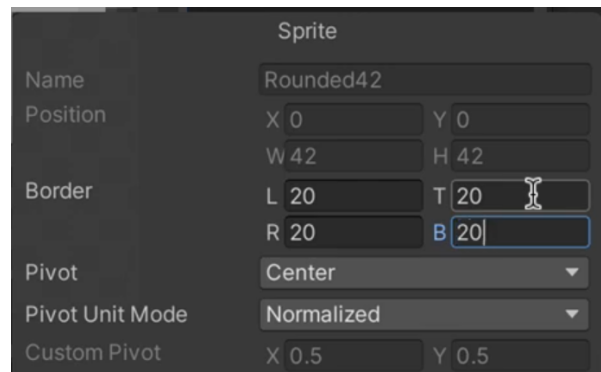 Sprite
Name Rounded42
Position X 0 Y 0
W 42 H 42
Border L 20 T 20
R 20 B 20
Pivot Center
Pivot Unit Mode Normalized
Custom Pivot X 0.5 Y 0.5